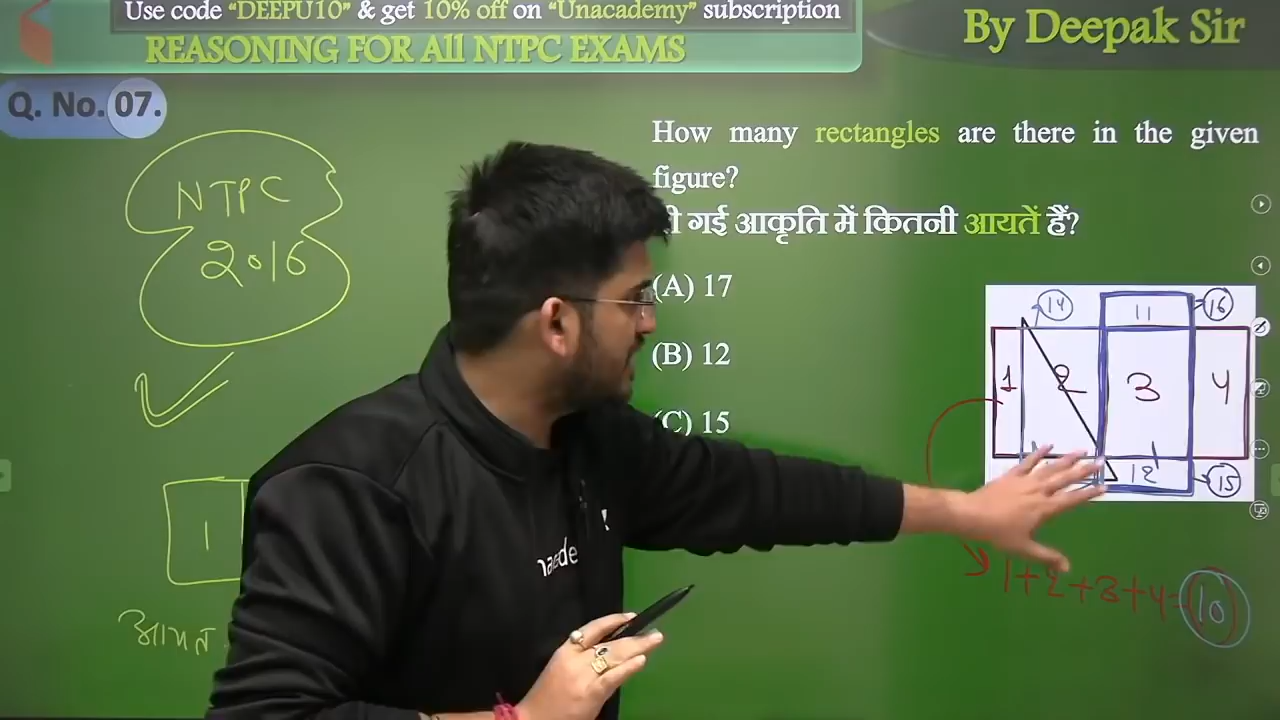 Use code “DEEPU10” & get 10% off on “Unacademy” subscription
REASONING FOR All NTPC EXAMS
By Deepak Sir
Q. No. 07.
NTPC
2016
How many rectangles are there in the given
figure?
गई आकृति में कितनी आयतें हैं?
(A) 17
(B) 12
(C) 15
14
11
16
1 2 3 4
12
15
1+2+3+4=10
1
आयत